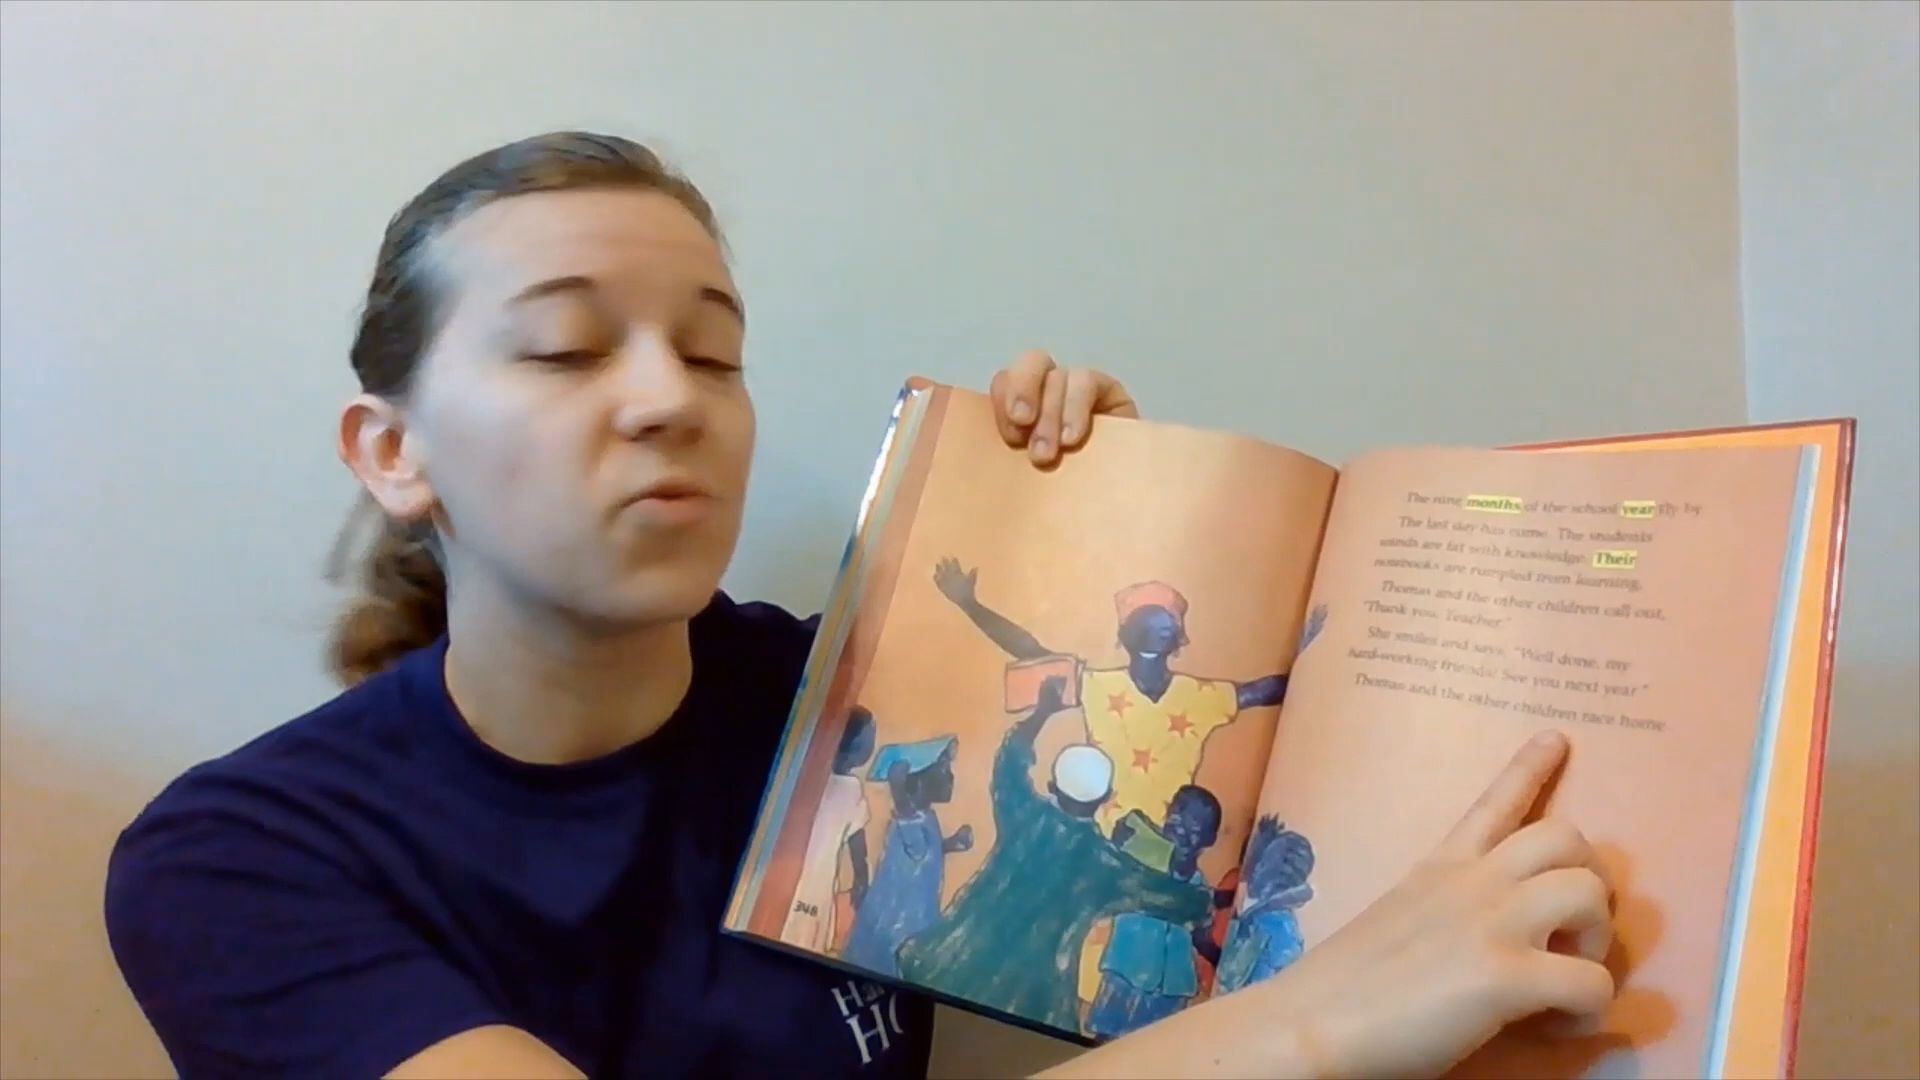 The nine months of the school year fly by.
The last day has come. The students'
minds are fat with knowledge. Their
notebooks are rumpled from learning.
Thomas and the other children call out,
"Thank you, Teacher."
She smiles and says, "Well done, my
hard-working friends! See you next year."
Thomas and the other children race home.
348